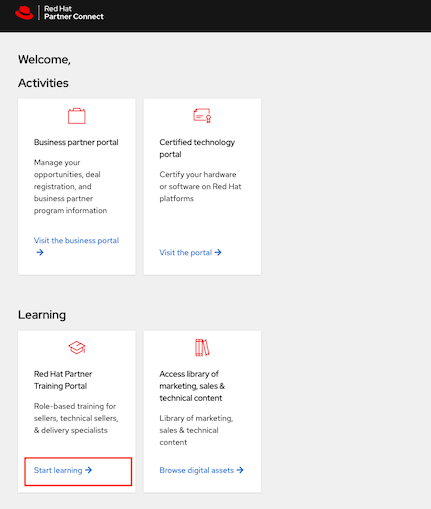 Red Hat
Partner Connect
Welcome,
Activities
Business partner portal
Manage your
opportunities, deal
registration, and
business partner
program information
Visit the business portal
→
Certified technology
portal
Certify your hardware
or software on Red Hat
platforms
Visit the portal →
Learning
Red Hat Partner
Training Portal
Role-based training for
sellers, technical sellers,
& delivery specialists
Start learning →
Access library of
marketing, sales &
technical content
Library of marketing,
sales & technical
content
Browse digital assets →